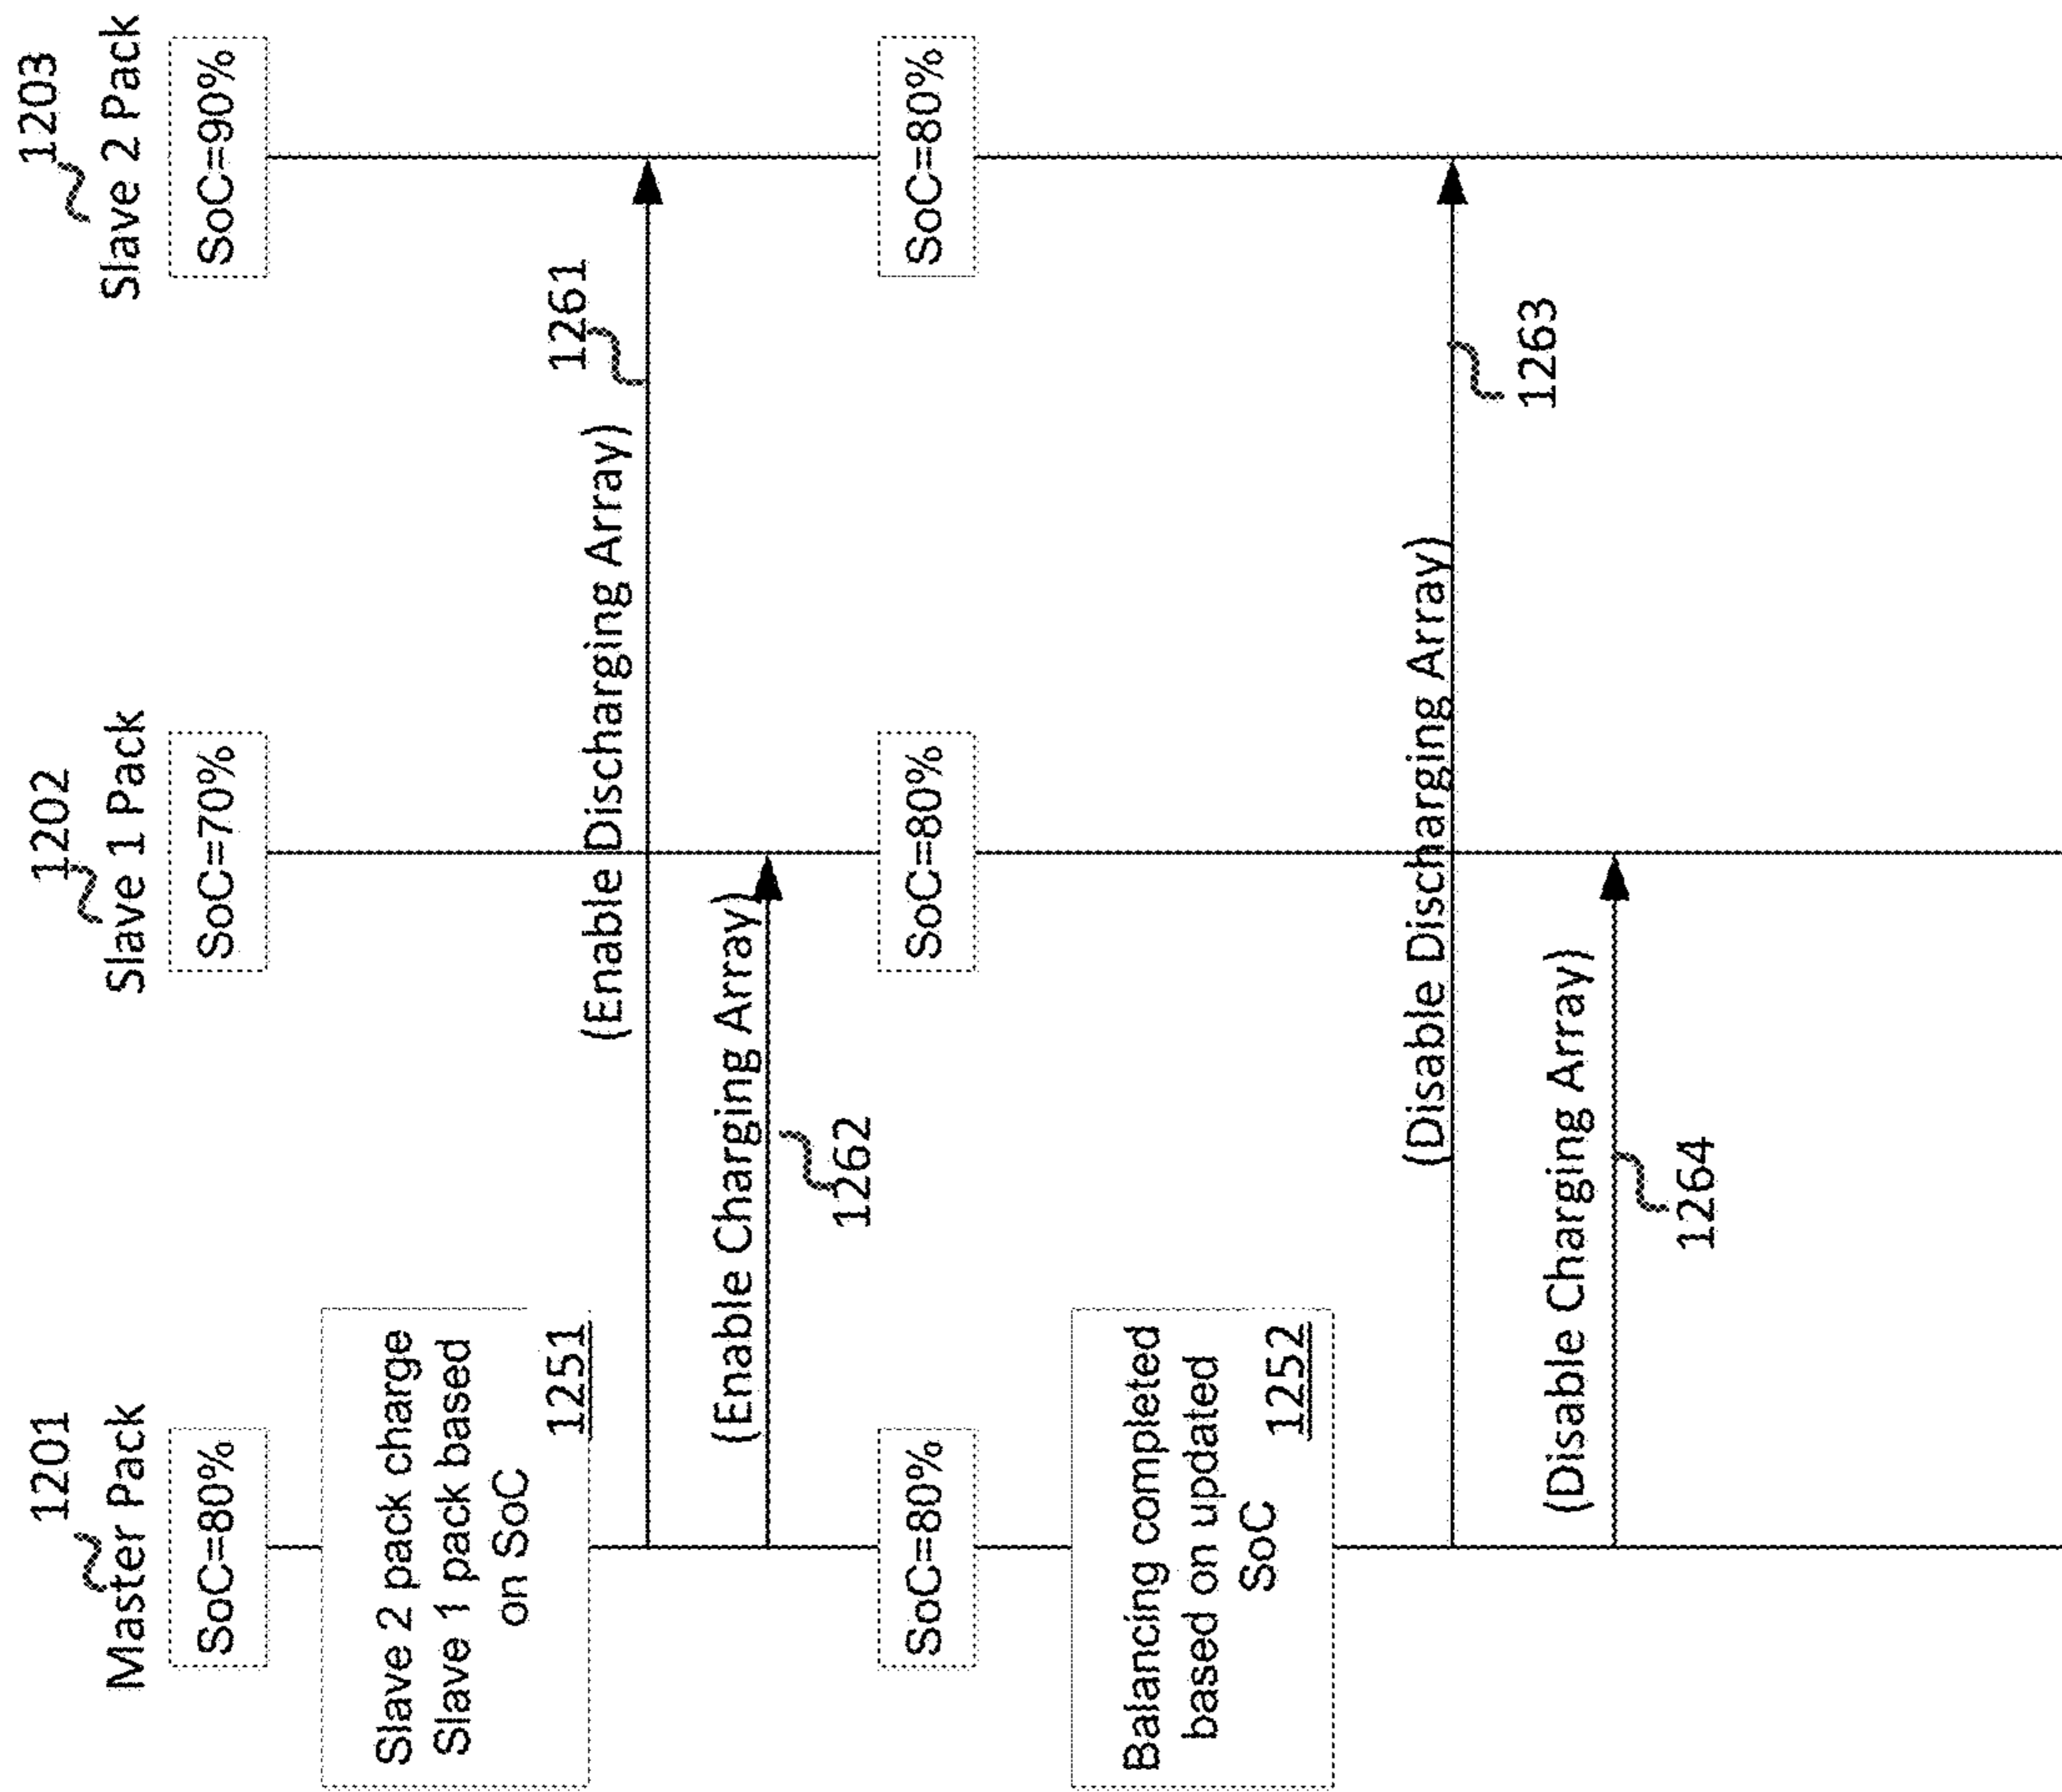 1201
Master Pack
1202
Slave 1 Pack
1203
Slave 2 Pack
SoC=80%
SoC=70%
SoC=90%
Slave 2 pack charge
Slave 1 pack based
on SoC
1251
(Enable Discharging Array)
1261
(Enable Charging Array)
1262
SoC=80%
SoC=80%
SoC=80%
Balancing completed
based on updated
SoC
1252
(Disable Discharging Array)
1263
(Disable Charging Array)
1264